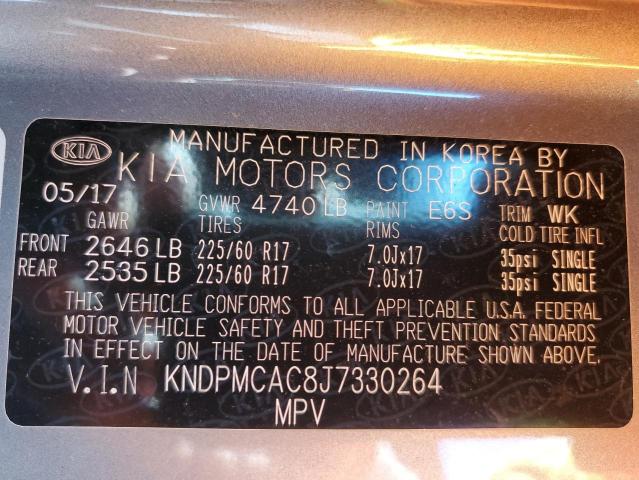 KIA MANUFACTURED IN KOREA BY
KIA MOTORS CORPORATION
05/17 GVWR 4740 LB PAINT E6S TRIM WK
GAWR TIRES RIMS COLD TIRE INFL
FRONT 2646 LB 225/60 R17 7.0Jx17 35psi SINGLE
REAR 2535 LB 225/60 R17 7.0Jx17 35psi SINGLE
THIS VEHICLE CONFORMS TO ALL APPLICABLE U.S.A. FEDERAL
MOTOR VEHICLE SAFETY AND THEFT PREVENTION STANDARDS
IN EFFECT ON THE DATE OF MANUFACTURE SHOWN ABOVE.
V.I.N KNDPMCAC8J7330264
MPV